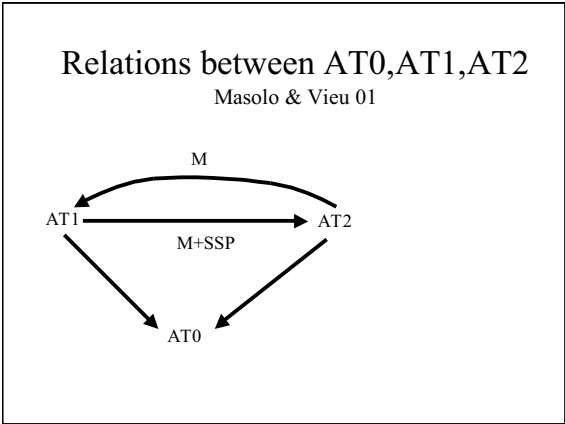 Relations between AT0,AT1,AT2
Masolo & Vieu 01
M
AT1
AT2
M+SSP
AT0